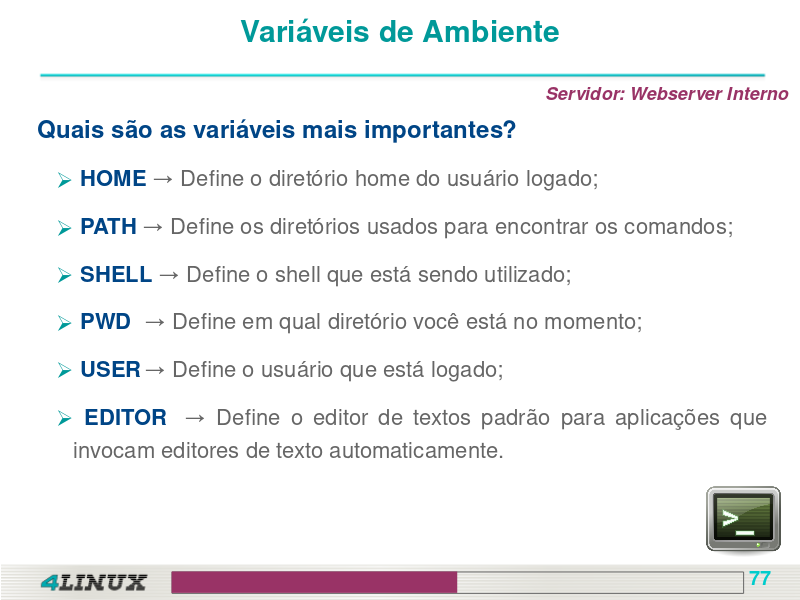 Variáveis de Ambiente
Servidor: Webserver Interno
Quais são as variáveis mais importantes?
➢ HOME → Define o diretório home do usuário logado;
➢ PATH → Define os diretórios usados para encontrar os comandos;
➢ SHELL → Define o shell que está sendo utilizado;
➢ PWD → Define em qual diretório você está no momento;
➢ USER → Define o usuário que está logado;
➢ EDITOR → Define o editor de textos padrão para aplicações que
invocam editores de texto automaticamente.
>_
4LINUX
77